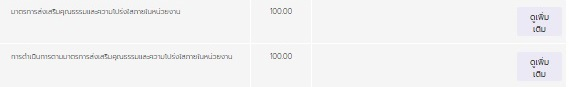 มาตรการส่งเสริมคุณธรรมและความโปร่งใสภายในหน่วยงาน 100.00 ดูเพิ่ม
เติม
การดำเนินการตามมาตรการส่งเสริมคุณธรรมและความโปร่งใสภายในหน่วยงาน 100.00 ดูเพิ่ม
เติม